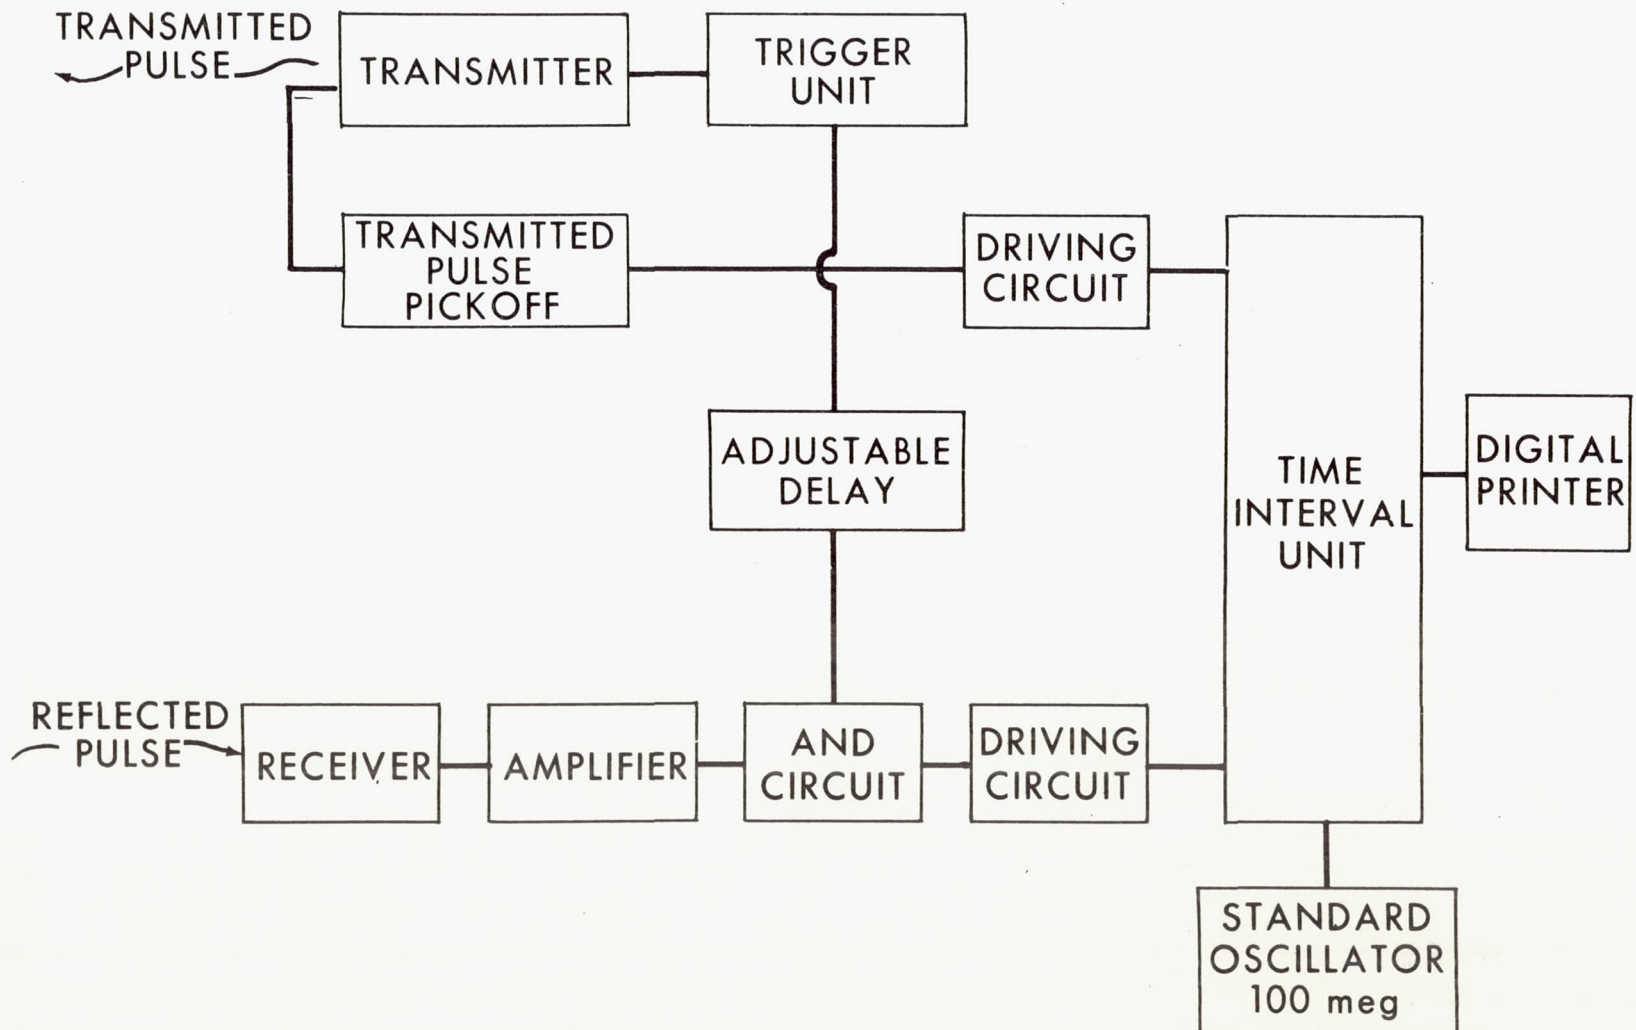 TRANSMITTED
PULSE
TRANSMITTER
TRIGGER
UNIT
TRANSMITTED
PULSE
PICKOFF
DRIVING
CIRCUIT
ADJUSTABLE
DELAY
TIME
INTERVAL
UNIT
DIGITAL
PRINTER
REFLECTED
PULSE
RECEIVER
AMPLIFIER
AND
CIRCUIT
DRIVING
CIRCUIT
STANDARD
OSCILLATOR
100 meg